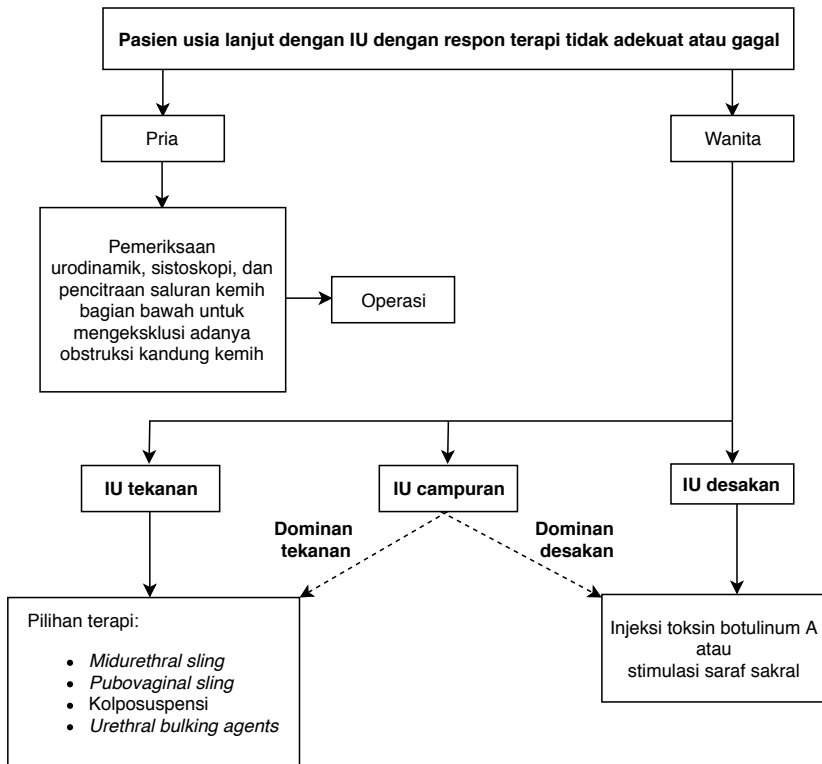 Pasien usia lanjut dengan IU dengan respon terapi tidak adekuat atau gagal
Pria
Wanita
Pemeriksaan
urodinamik, sistoskopi, dan
pencitraan saluran kemih
bagian bawah untuk
mengeksklusi adanya
obstruksi kandung kemih
Operasi
IU tekanan
IU campuran
IU desakan
Dominan
tekanan
Dominan
desakan
Pilihan terapi:
• Midurethral sling
• Pubovaginal sling
• Kolposuspensi
• Urethral bulking agents
Injeksi toksin botulinum A
atau
stimulasi saraf sakral